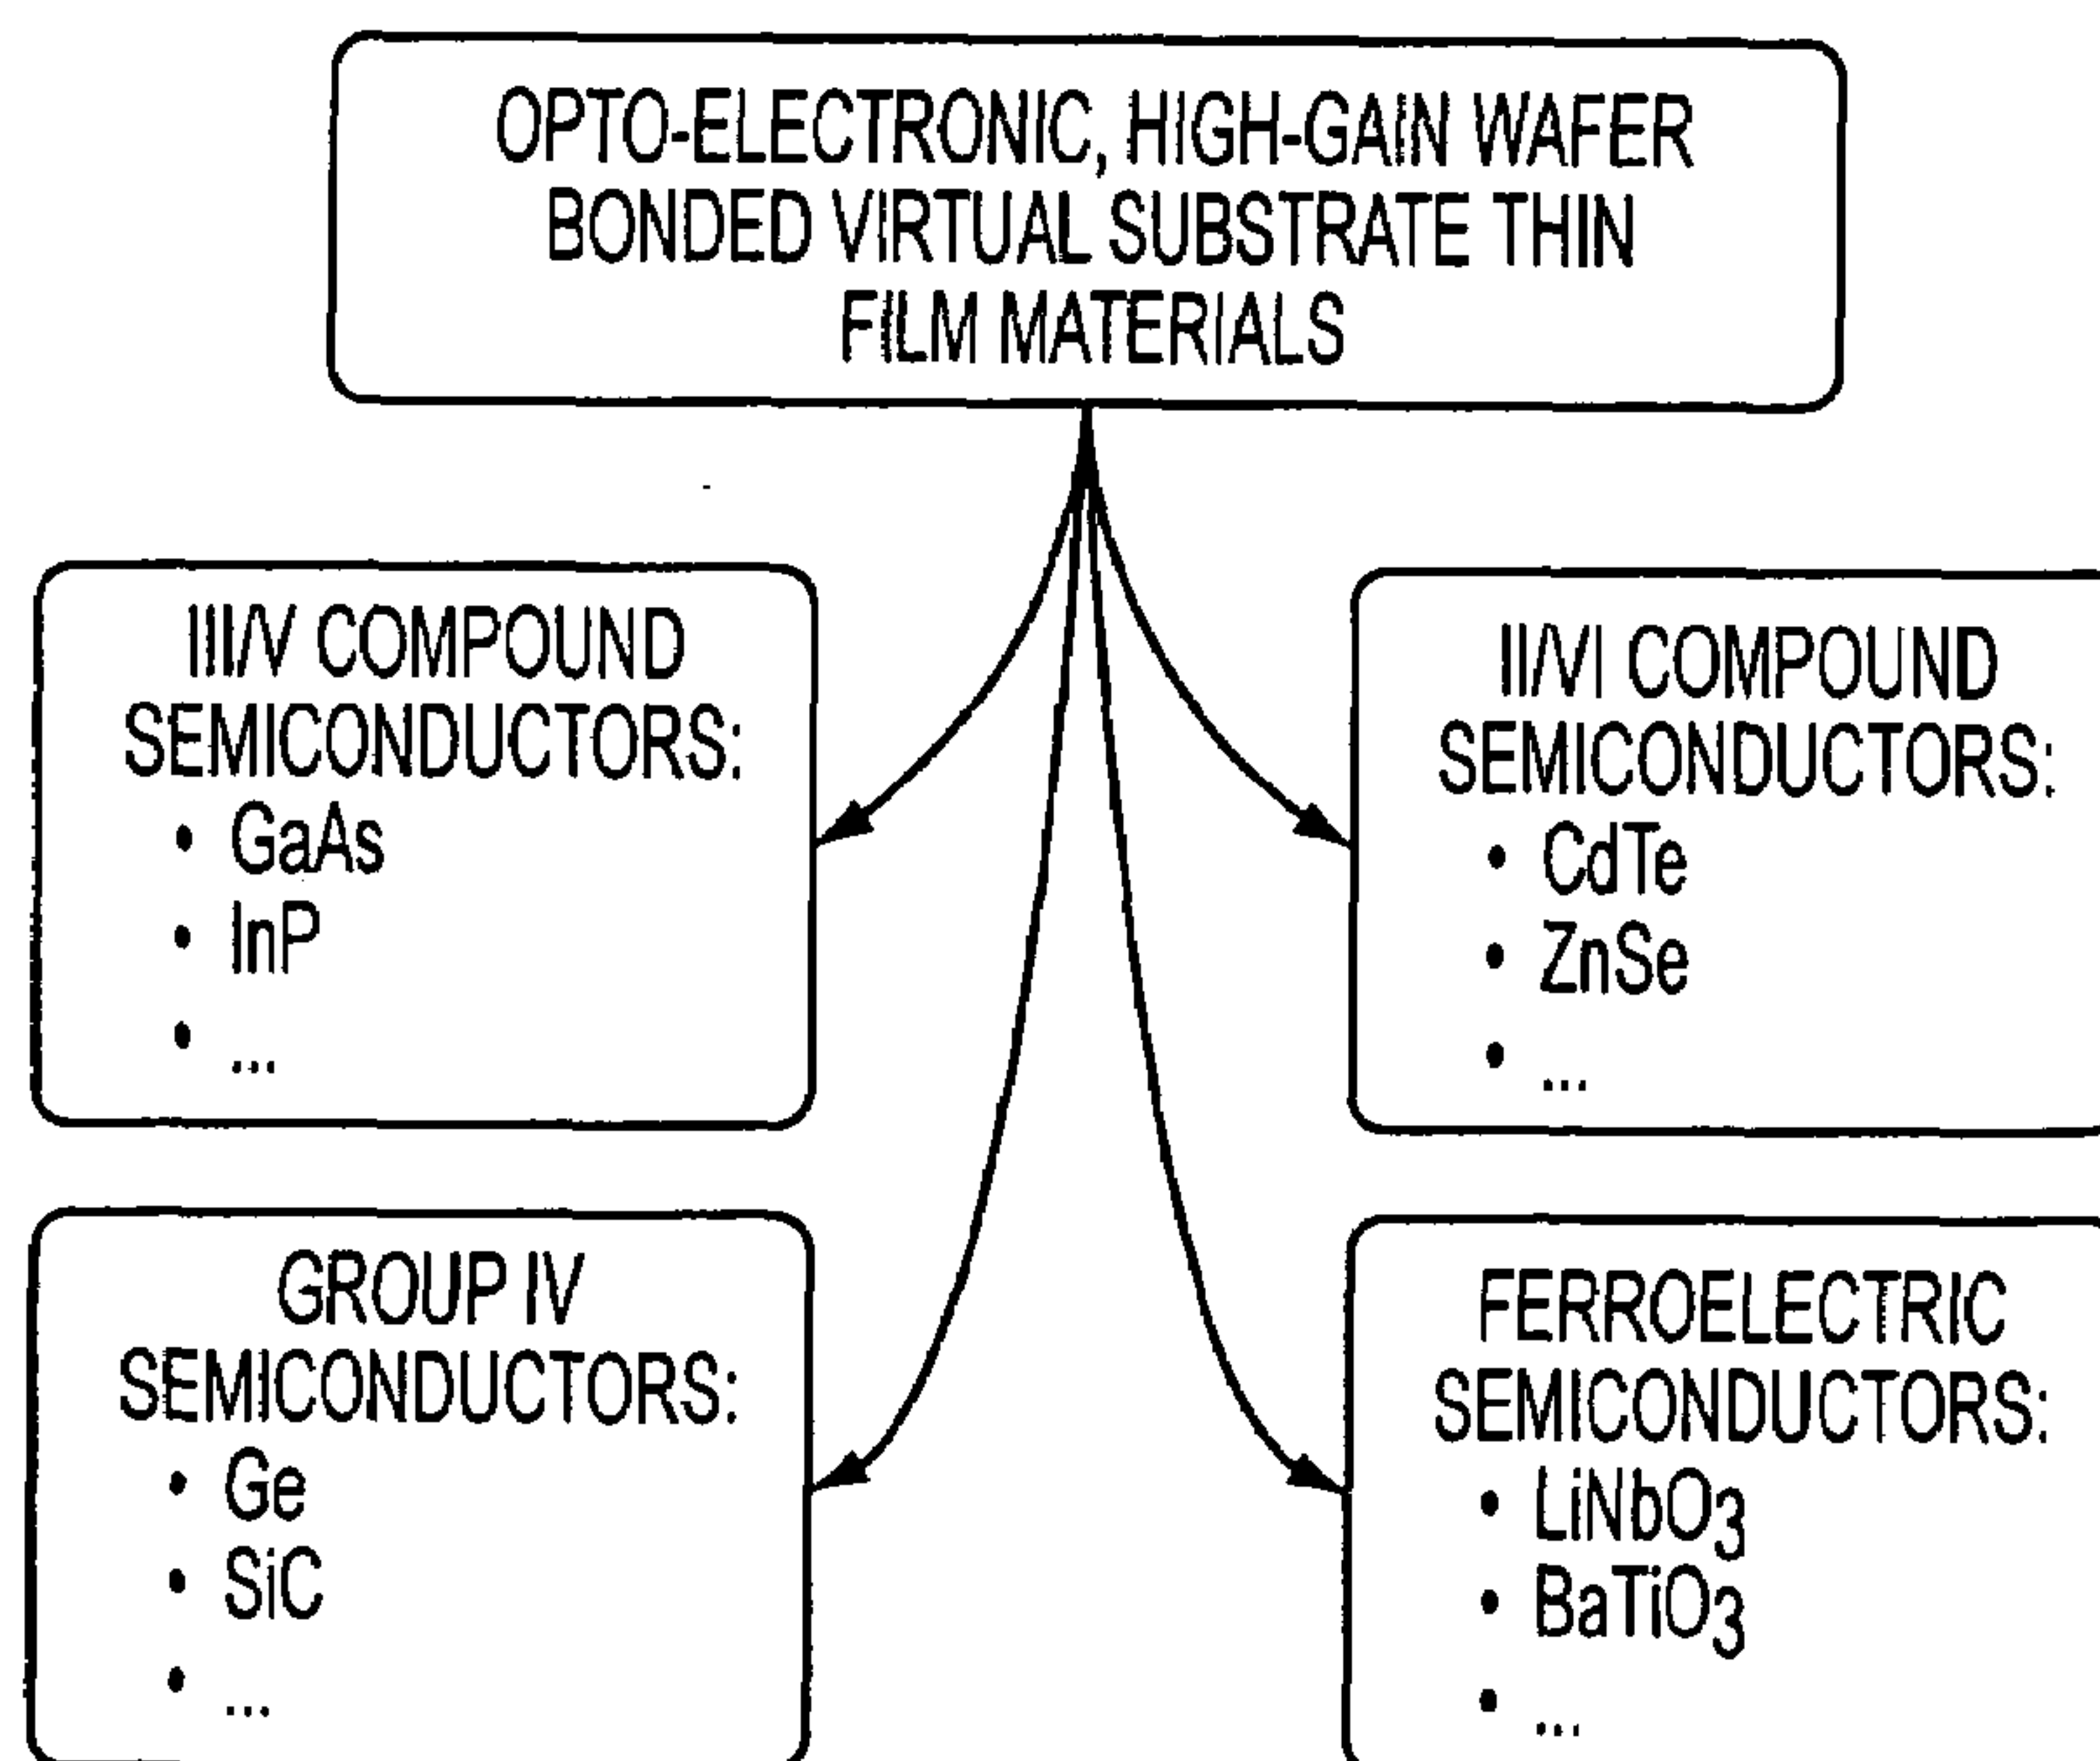 OPTO-ELECTRONIC, HIGH-GAIN WAFER
BONDED VIRTUAL SUBSTRATE THIN
FILM MATERIALS
III/V COMPOUND
SEMICONDUCTORS:
• GaAs
• InP
• ...
II/VI COMPOUND
SEMICONDUCTORS:
• CdTe
• ZnSe
• ...
GROUP IV
SEMICONDUCTORS:
• Ge
• SiC
• ...
FERROELECTRIC
SEMICONDUCTORS:
• LiNbO₃
• BaTiO₃
• ...